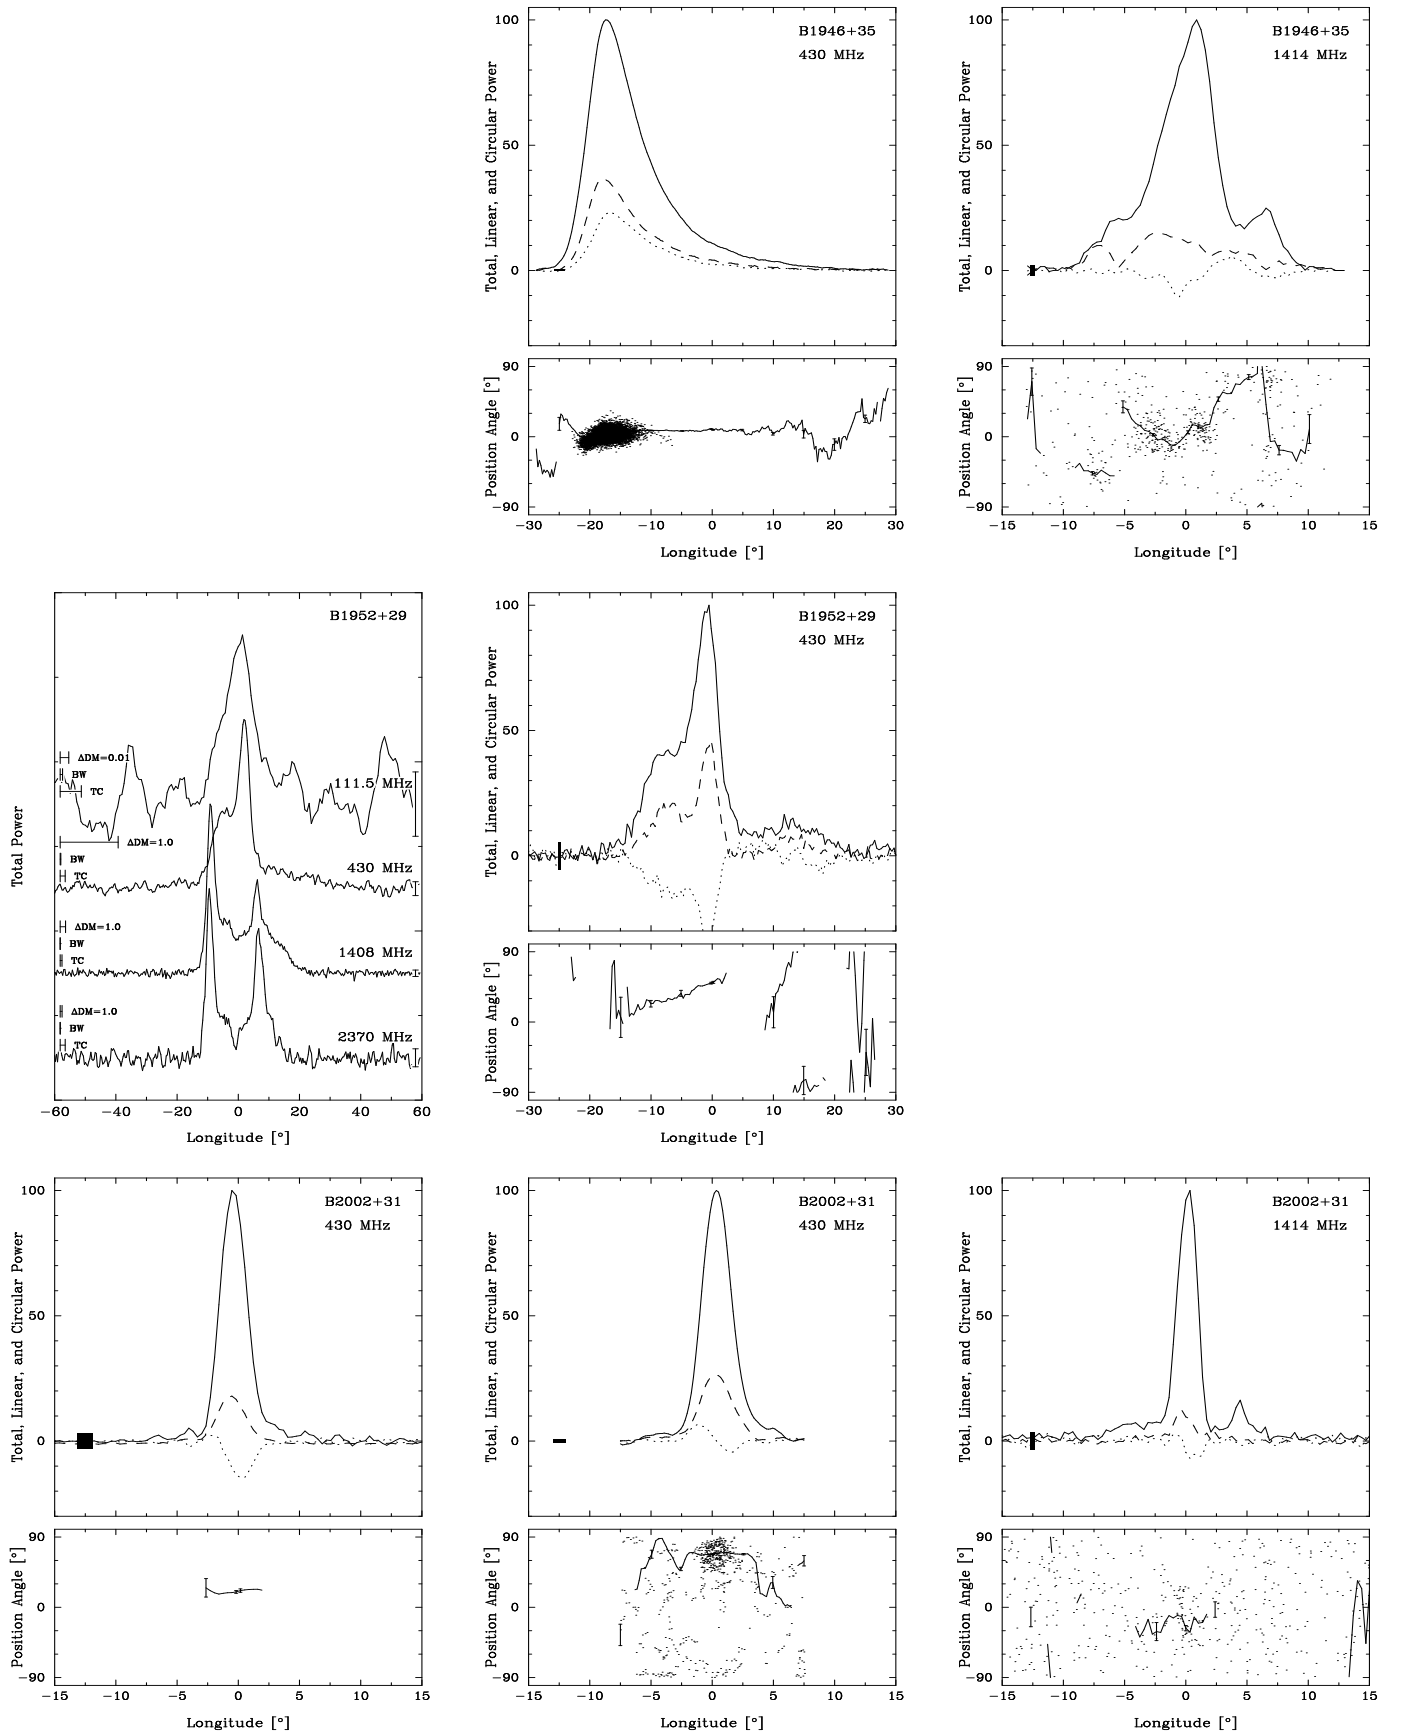 B1946+35
430 MHz
Total, Linear, and Circular Power
100
50
0
Position Angle [°]
90
0
−90
−30 −20 −10 0 10 20 30
Longitude [°]
B1946+35
1414 MHz
Total, Linear, and Circular Power
100
50
0
Position Angle [°]
90
0
−90
−15 −10 −5 0 5 10 15
Longitude [°]
B1952+29
Total Power
ΔDM=0.01
BW
TC
111.5 MHz
ΔDM=1.0
BW
TC
430 MHz
ΔDM=1.0
BW
TC
1408 MHz
ΔDM=1.0
BW
TC
2370 MHz
−60 −40 −20 0 20 40 60
Longitude [°]
B1952+29
430 MHz
Total, Linear, and Circular Power
100
50
0
Position Angle [°]
90
0
−90
−30 −20 −10 0 10 20 30
Longitude [°]
B2002+31
430 MHz
Total, Linear, and Circular Power
100
50
0
Position Angle [°]
90
0
−90
−15 −10 −5 0 5 10 15
Longitude [°]
B2002+31
430 MHz
Total, Linear, and Circular Power
100
50
0
Position Angle [°]
90
0
−90
−15 −10 −5 0 5 10 15
Longitude [°]
B2002+31
1414 MHz
Total, Linear, and Circular Power
100
50
0
Position Angle [°]
90
0
−90
−15 −10 −5 0 5 10 15
Longitude [°]